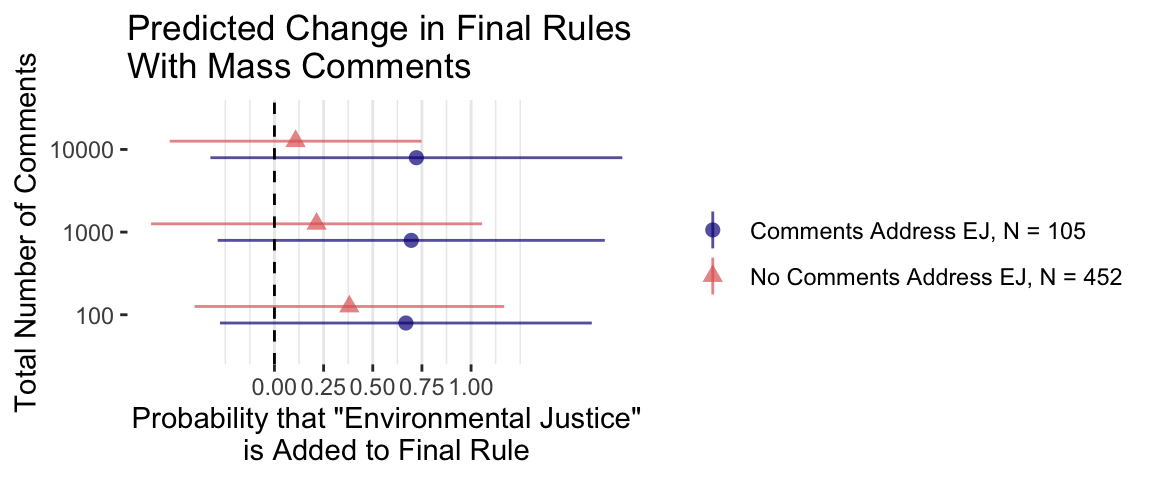 Predicted Change in Final Rules
With Mass Comments
Total Number of Comments
10000
1000
100
0.00 0.25 0.50 0.75 1.00
Probability that "Environmental Justice"
is Added to Final Rule
Comments Address EJ, N = 105
No Comments Address EJ, N = 452